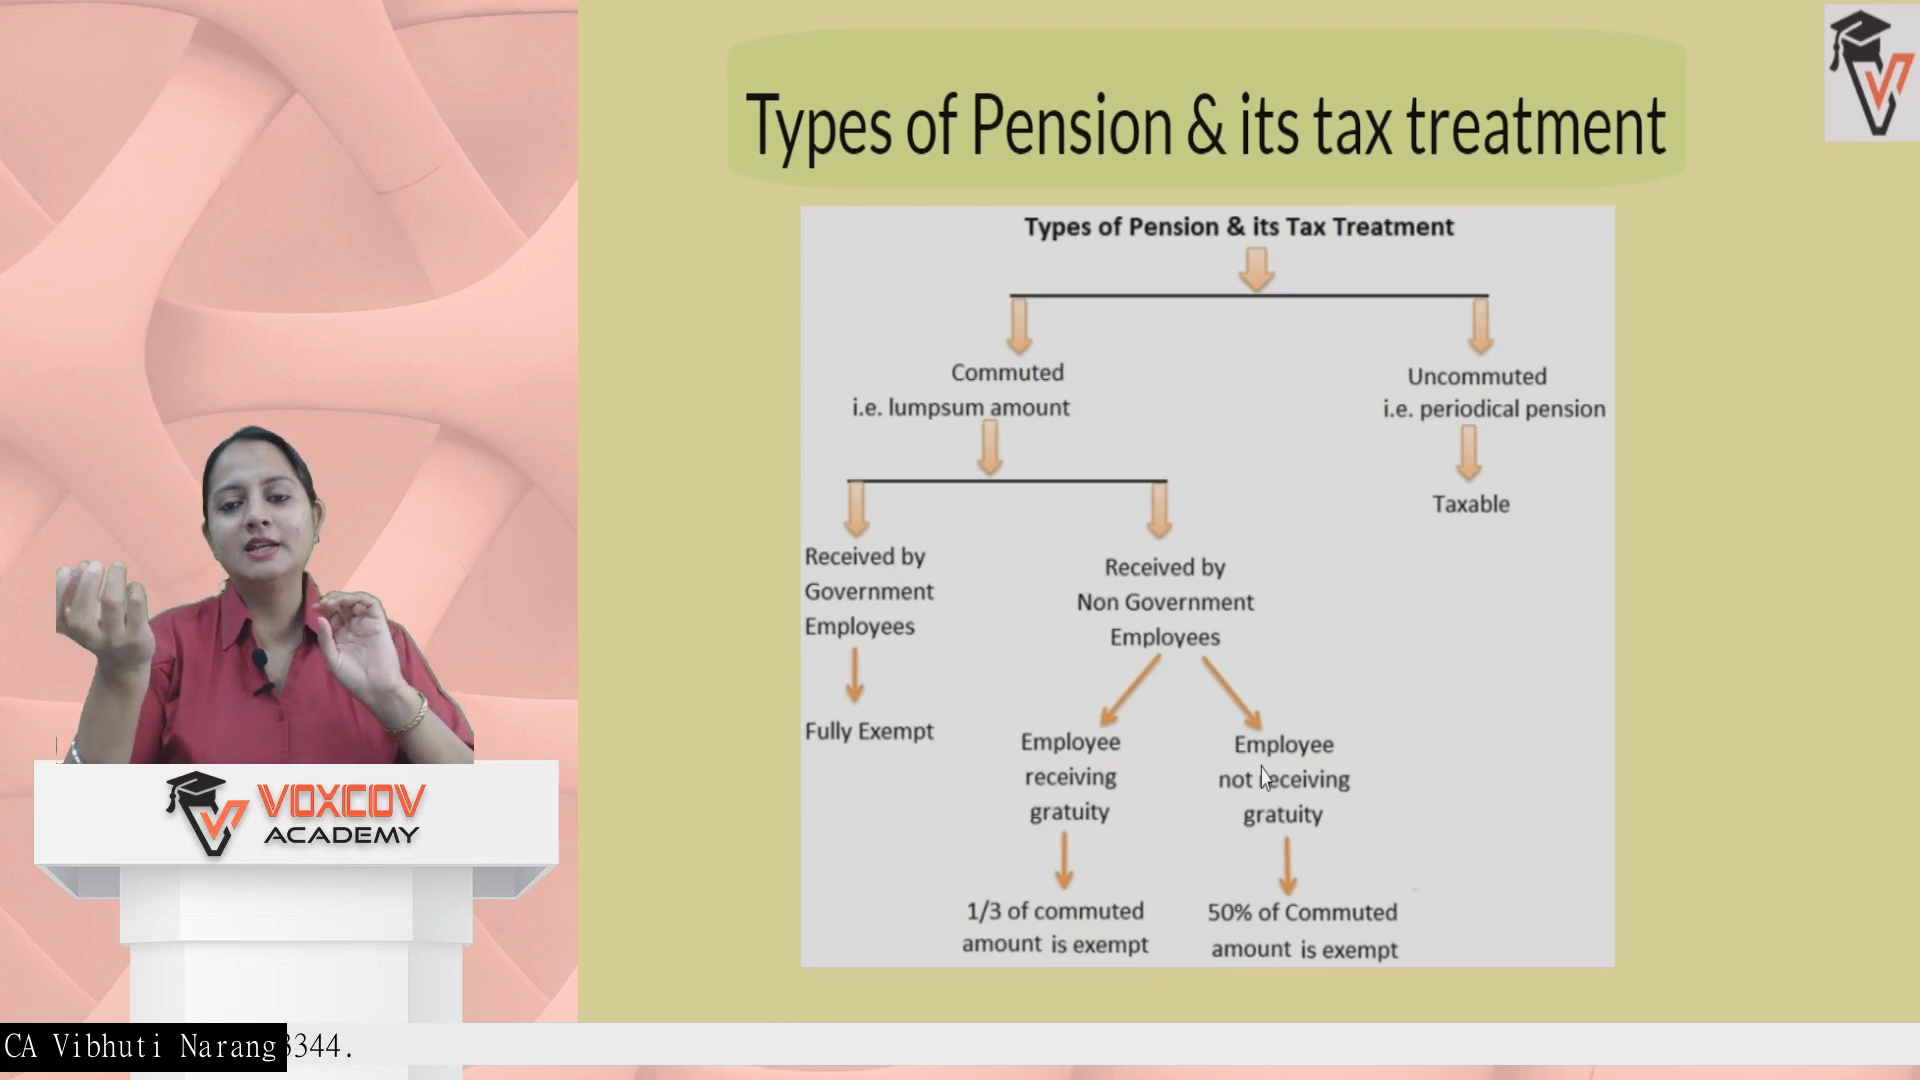 Types of Pension & its tax treatment
Types of Pension & its Tax Treatment
Commuted
i.e. lumpsum amount
Uncommuted
i.e. periodical pension
Taxable
Received by
Government
Employees
Fully Exempt
Received by
Non Government
Employees
Employee
receiving
gratuity
1/3 of commuted
amount is exempt
Employee
not receiving
gratuity
50% of Commuted
amount is exempt
VOXCOV
ACADEMY
CA Vibhuti Narang
3344.